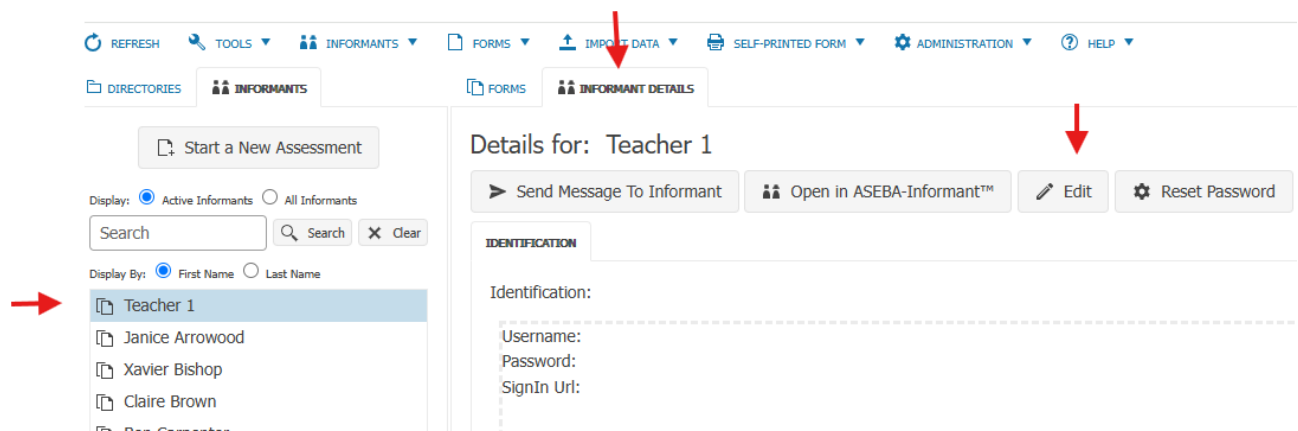 REFRESH TOOLS INFORMANTS FORMS IMPORT DATA SELF-PRINTED FORM ADMINISTRATION HELP
DIRECTORIES INFORMANTS
Start a New Assessment
Display: Active Informants All Informants
Search Search Clear
Display By: First Name Last Name
Teacher 1
Janice Arrowood
Xavier Bishop
Claire Brown
FORMS INFORMANT DETAILS
Details for: Teacher 1
Send Message To Informant Open in ASEBA-Informant™ Edit Reset Password
IDENTIFICATION
Identification:
Username:
Password:
SignIn Url: